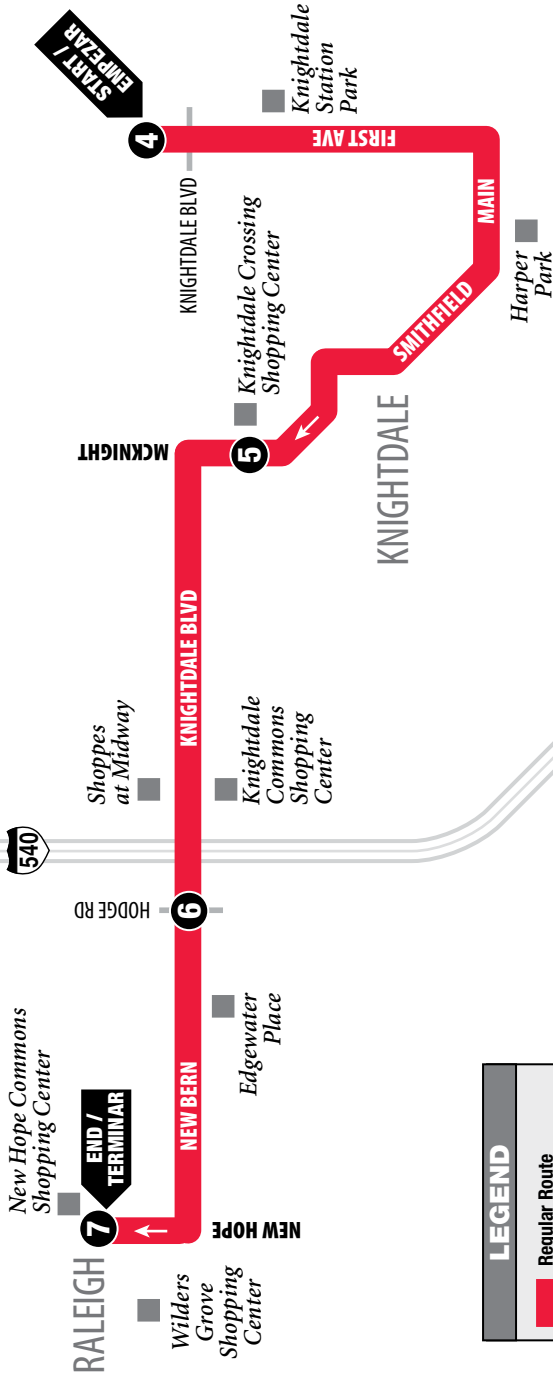 RALEIGH
New Hope Commons
Shopping Center
7
END /
TERMINAR
Wilders
Grove
Shopping
Center
NEW HOPE
NEW BERN
Edgewater
Place
HODGE RD
6
540
Shoppes
at Midway
Knightdale
Commons
Shopping
Center
KNIGHTDALE BLVD
MCKNIGHT
5
Knightdale Crossing
Shopping Center
KNIGHTDALE
SMITHFIELD
Harper
Park
MAIN
FIRST AVE
Knightdale
Station
Park
KNIGHTDALE BLVD
4
START /
EMPEZAR
LEGEND
Regular Route